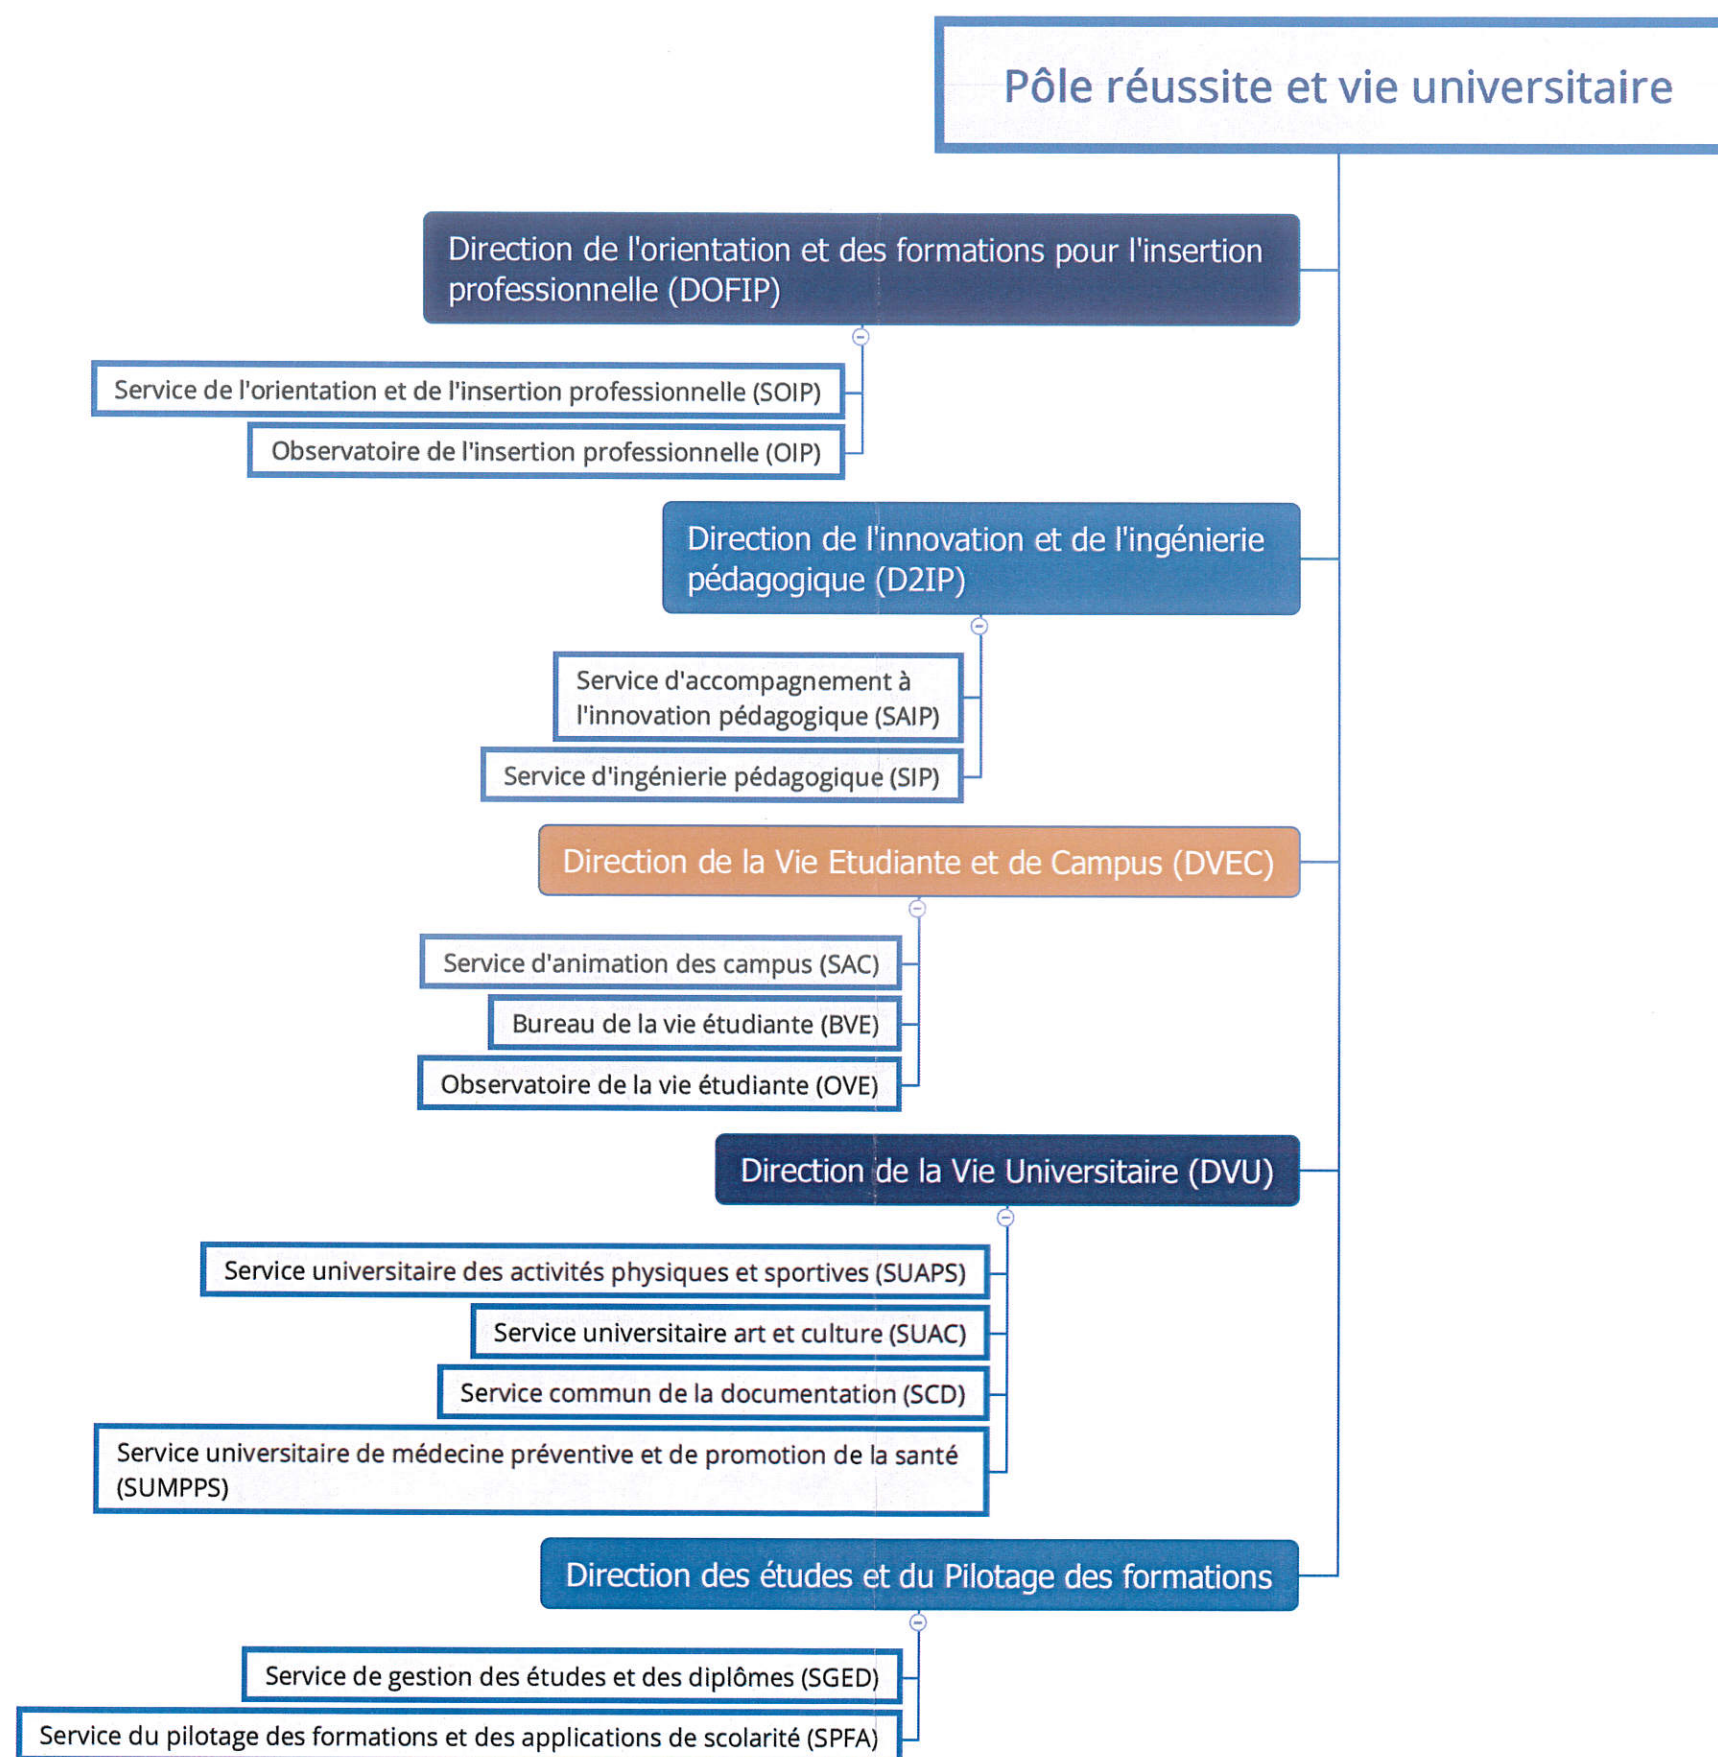 Pôle réussite et vie universitaire
Direction de l'orientation et des formations pour l'insertion
professionnelle (DOFIP)
Service de l'orientation et de l'insertion professionnelle (SOIP)
Observatoire de l'insertion professionnelle (OIP)
Direction de l'innovation et de l'ingénierie
pédagogique (D2IP)
Service d'accompagnement à
l'innovation pédagogique (SAIP)
Service d'ingénierie pédagogique (SIP)
Direction de la Vie Etudiante et de Campus (DVEC)
Service d'animation des campus (SAC)
Bureau de la vie étudiante (BVE)
Observatoire de la vie étudiante (OVE)
Direction de la Vie Universitaire (DVU)
Service universitaire des activités physiques et sportives (SUAPS)
Service universitaire art et culture (SUAC)
Service commun de la documentation (SCD)
Service universitaire de médecine préventive et de promotion de la santé
(SUMPPS)
Direction des études et du Pilotage des formations
Service de gestion des études et des diplômes (SGED)
Service du pilotage des formations et des applications de scolarité (SPFA)